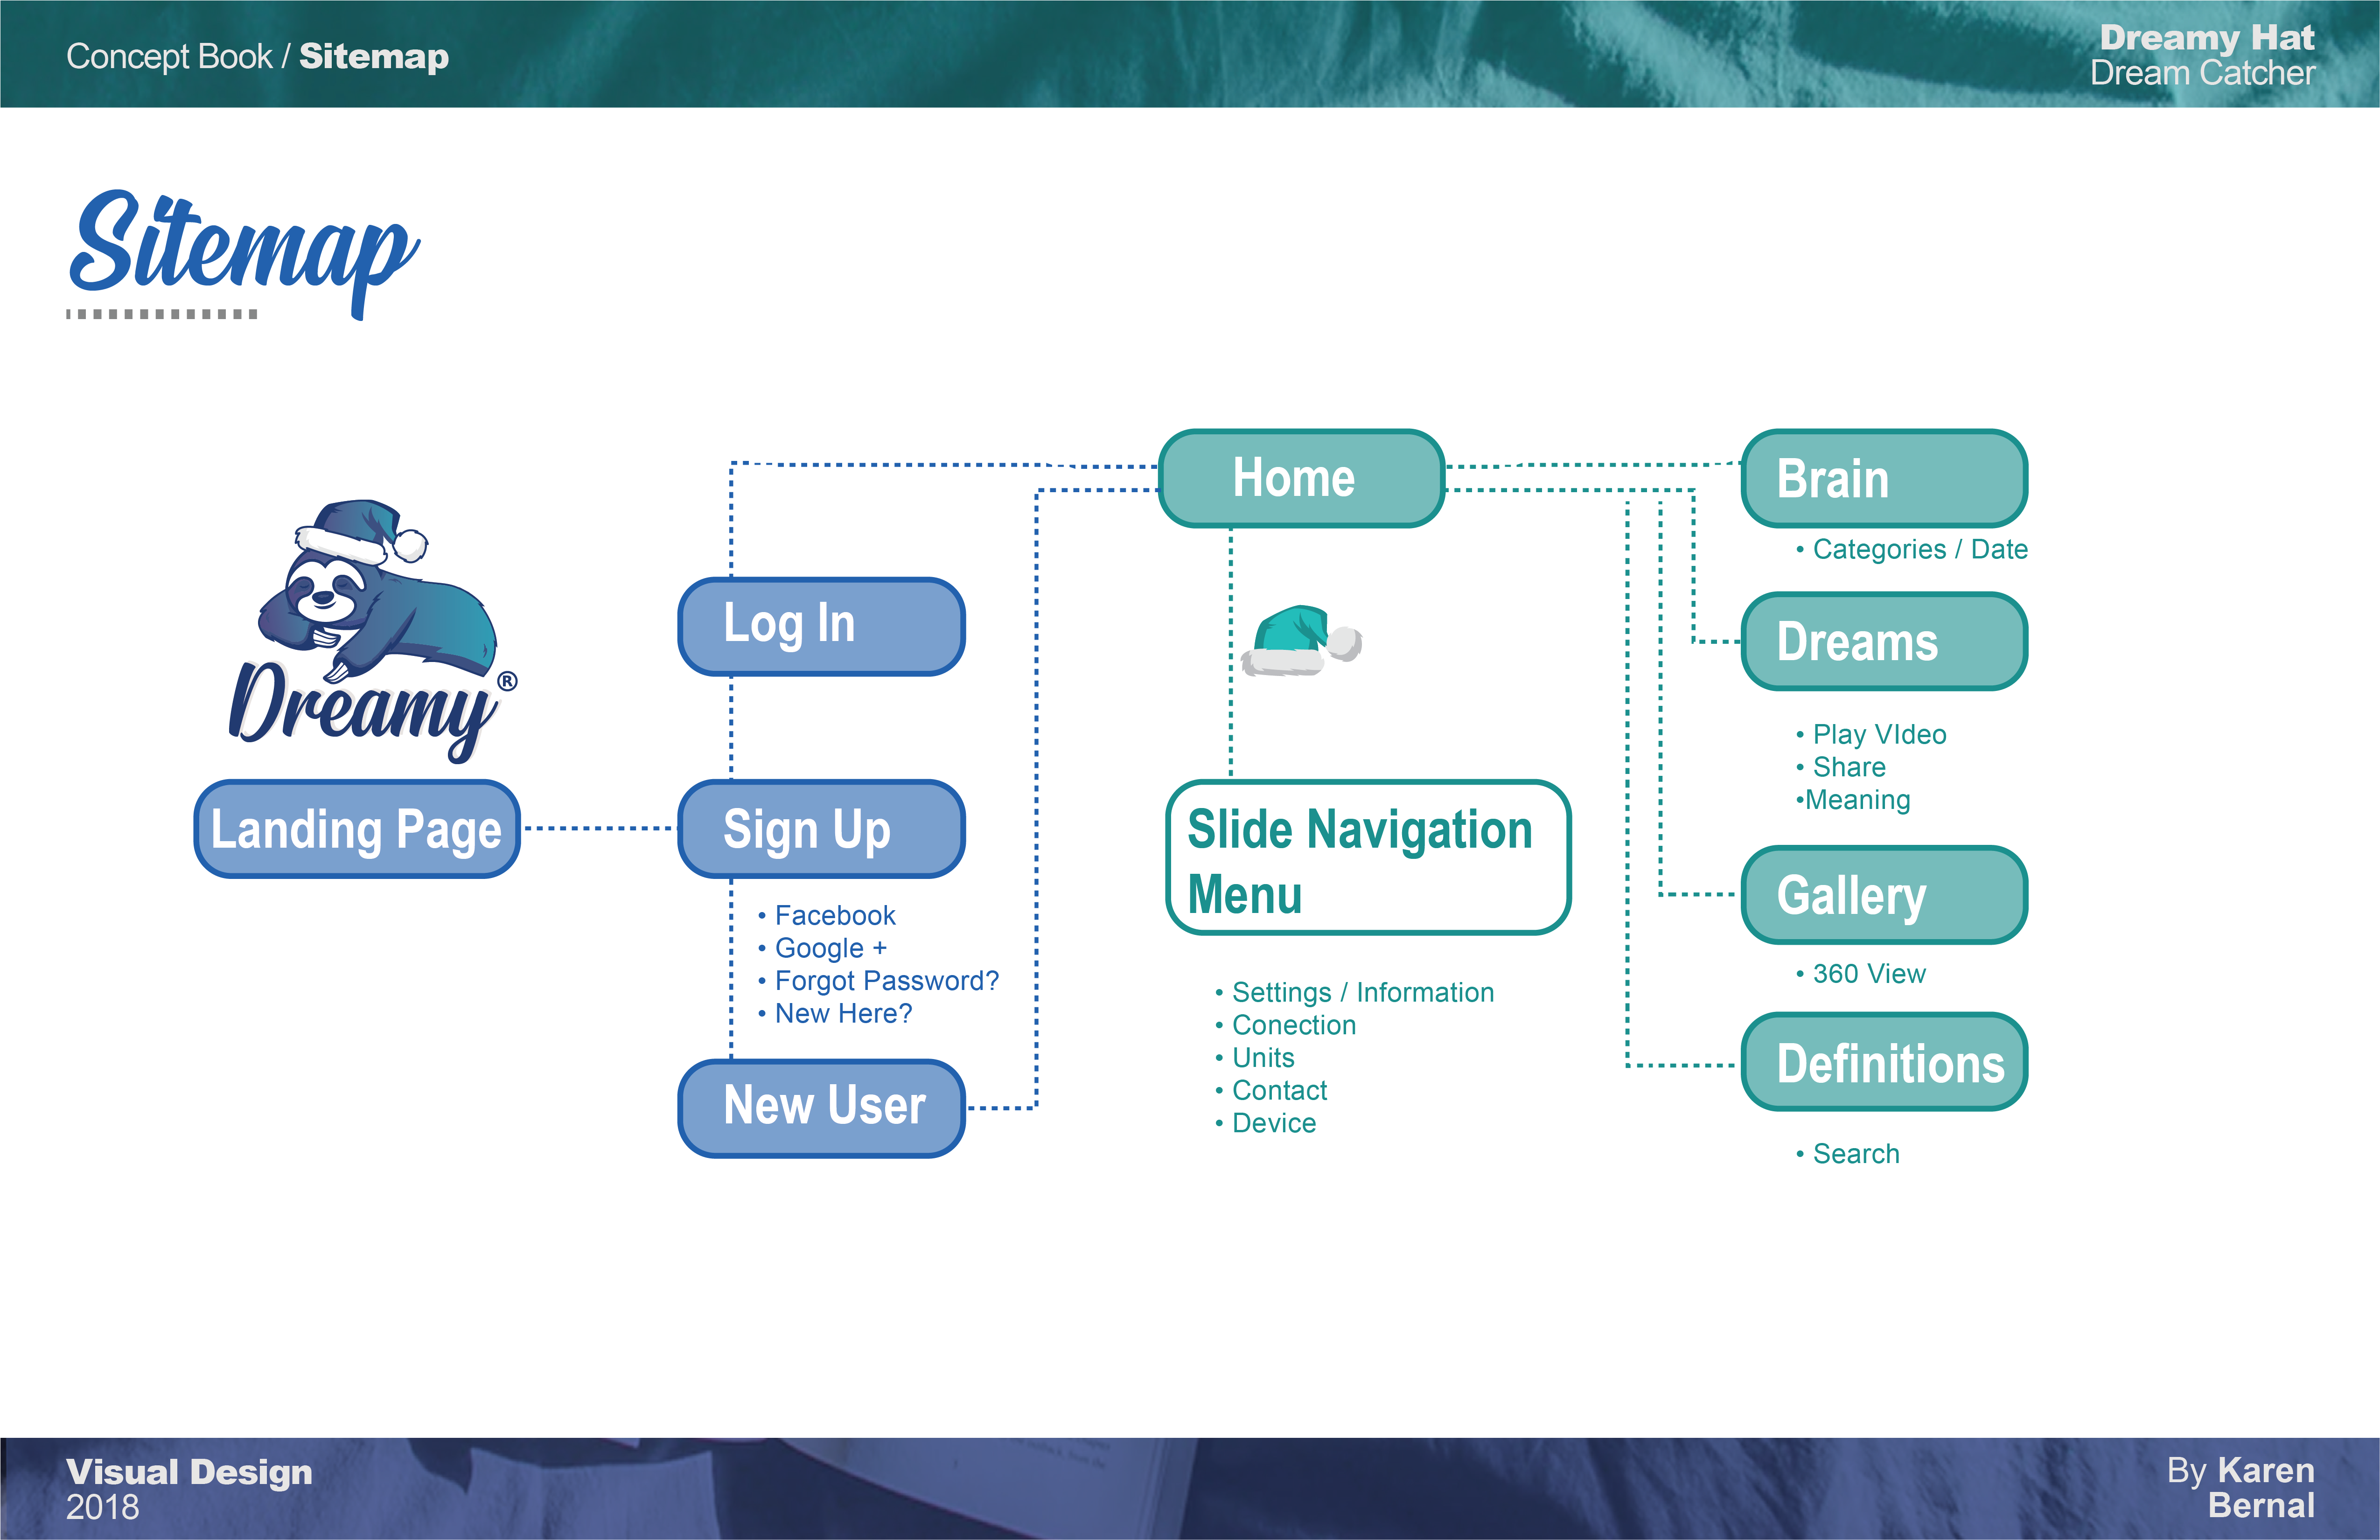 Concept Book / Sitemap
Dreamy Hat
Dream Catcher
Sitemap
Dreamy®
Landing Page
Log In
Sign Up
• Facebook
• Google +
• Forgot Password?
• New Here?
New User
Home
Slide Navigation
Menu
• Settings / Information
• Conection
• Units
• Contact
• Device
Brain
• Categories / Date
Dreams
• Play VIdeo
• Share
•Meaning
Gallery
• 360 View
Definitions
• Search
Visual Design
2018
By Karen
Bernal